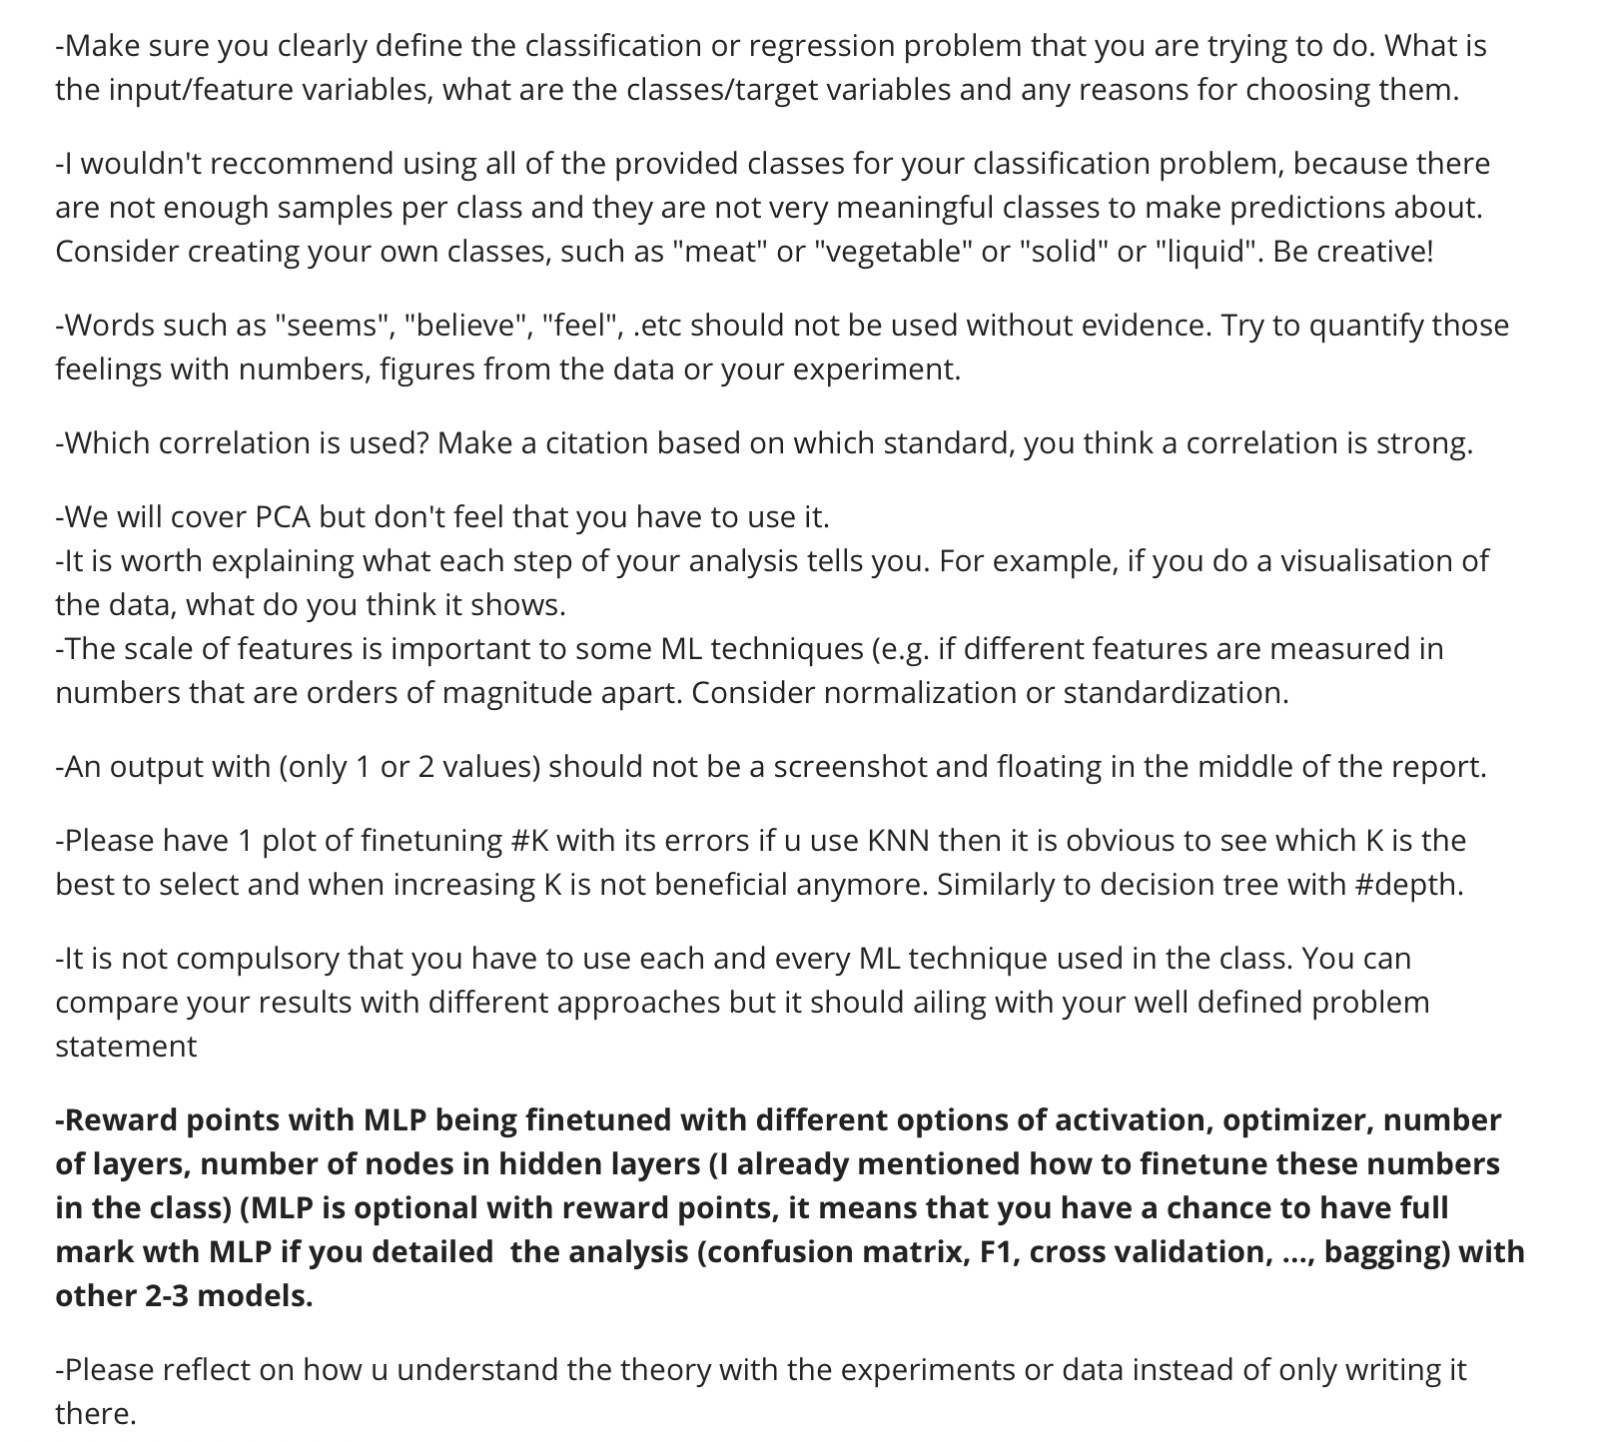 -Make sure you clearly define the classification or regression problem that you are trying to do. What is
the input/feature variables, what are the classes/target variables and any reasons for choosing them.
-I wouldn't reccommend using all of the provided classes for your classification problem, because there
are not enough samples per class and they are not very meaningful classes to make predictions about.
Consider creating your own classes, such as "meat" or "vegetable" or "solid" or "liquid". Be creative!
-Words such as "seems", "believe", "feel", .etc should not be used without evidence. Try to quantify those
feelings with numbers, figures from the data or your experiment.
-Which correlation is used? Make a citation based on which standard, you think a correlation is strong.
-We will cover PCA but don't feel that you have to use it.
-It is worth explaining what each step of your analysis tells you. For example, if you do a visualisation of
the data, what do you think it shows.
-The scale of features is important to some ML techniques (e.g. if different features are measured in
numbers that are orders of magnitude apart. Consider normalization or standardization.
-An output with (only 1 or 2 values) should not be a screenshot and floating in the middle of the report.
-Please have 1 plot of finetuning #K with its errors if u use KNN then it is obvious to see which K is the
best to select and when increasing K is not beneficial anymore. Similarly to decision tree with #depth.
-It is not compulsory that you have to use each and every ML technique used in the class. You can
compare your results with different approaches but it should ailing with your well defined problem
statement
-Reward points with MLP being finetuned with different options of activation, optimizer, number
of layers, number of nodes in hidden layers (I already mentioned how to finetune these numbers
in the class) (MLP is optional with reward points, it means that you have a chance to have full
mark wth MLP if you detailed  the analysis (confusion matrix, F1, cross validation, ..., bagging) with
other 2-3 models.
-Please reflect on how u understand the theory with the experiments or data instead of only writing it
there.